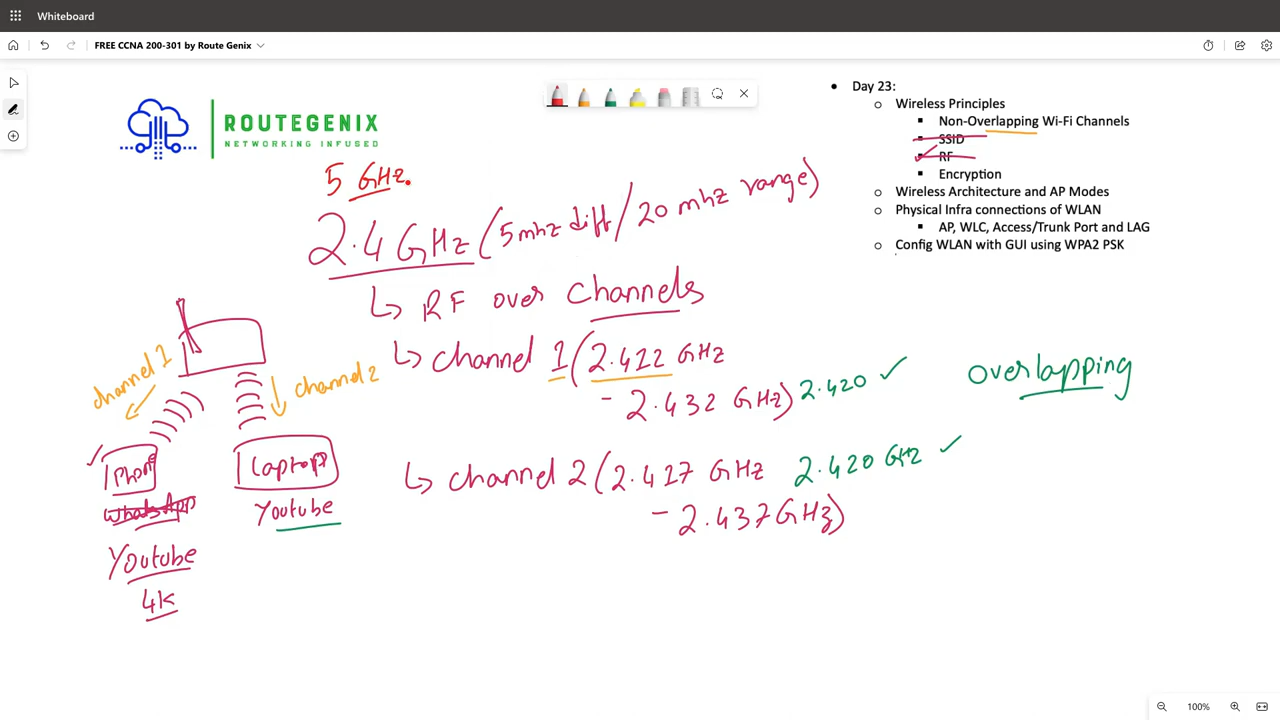 Whiteboard
FREE CCNA 200-301 by Route Genix
ROUTEGENIX
NETWORKING INFUSED
Day 23:
Wireless Principles
Non-Overlapping Wi-Fi Channels
SSID
RF
Encryption
Wireless Architecture and AP Modes
Physical Infra connections of WLAN
AP, WLC, Access/Trunk Port and LAG
Config WLAN with GUI using WPA2 PSK
5 GHz.
2.4 GHz (5 mhz diff / 20 mhz range)
↳ RF over channels
↳ channel 1 (2.422 GHz
- 2.432 GHz) 2.420 ✓
overlapping
↳ channel 2 (2.427 GHz 2.420 GHz ✓
- 2.437 GHz)
channel 1
channel 2
Phone
Laptop
WhatsApp
Youtube
Youtube
4K
100%